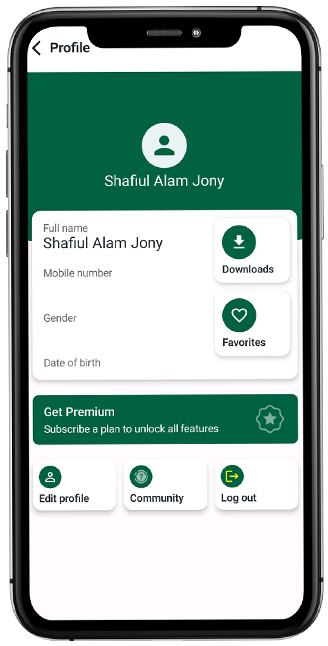 Profile
Shafiul Alam Jony
Full name
Shafiul Alam Jony
Downloads
Mobile number
Gender
Favorites
Date of birth
Get Premium
Subscribe a plan to unlock all features
Edit profile
Community
Log out